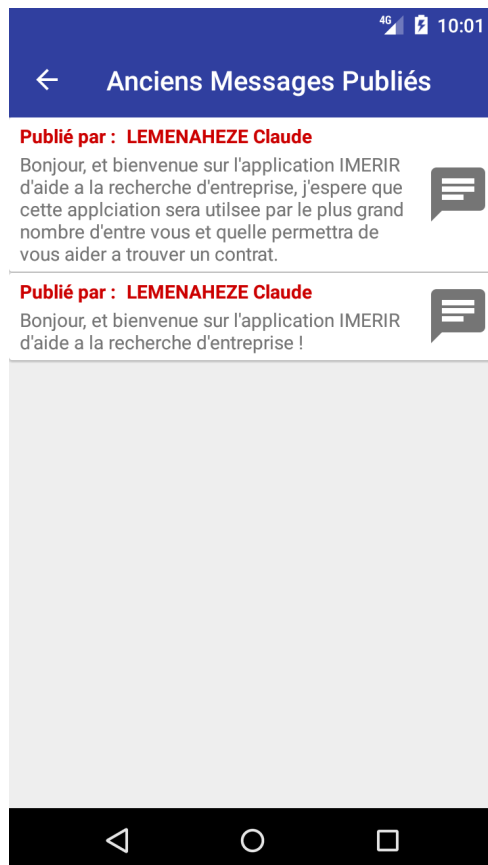 4G 10:01
Anciens Messages Publiés
Publié par : LEMENAHEZE Claude
Bonjour, et bienvenue sur l'application IMERIR
d'aide a la recherche d'entreprise, j'espere que
cette applciation sera utilsee par le plus grand
nombre d'entre vous et quelle permettra de
vous aider a trouver un contrat.
Publié par : LEMENAHEZE Claude
Bonjour, et bienvenue sur l'application IMERIR
d'aide a la recherche d'entreprise !